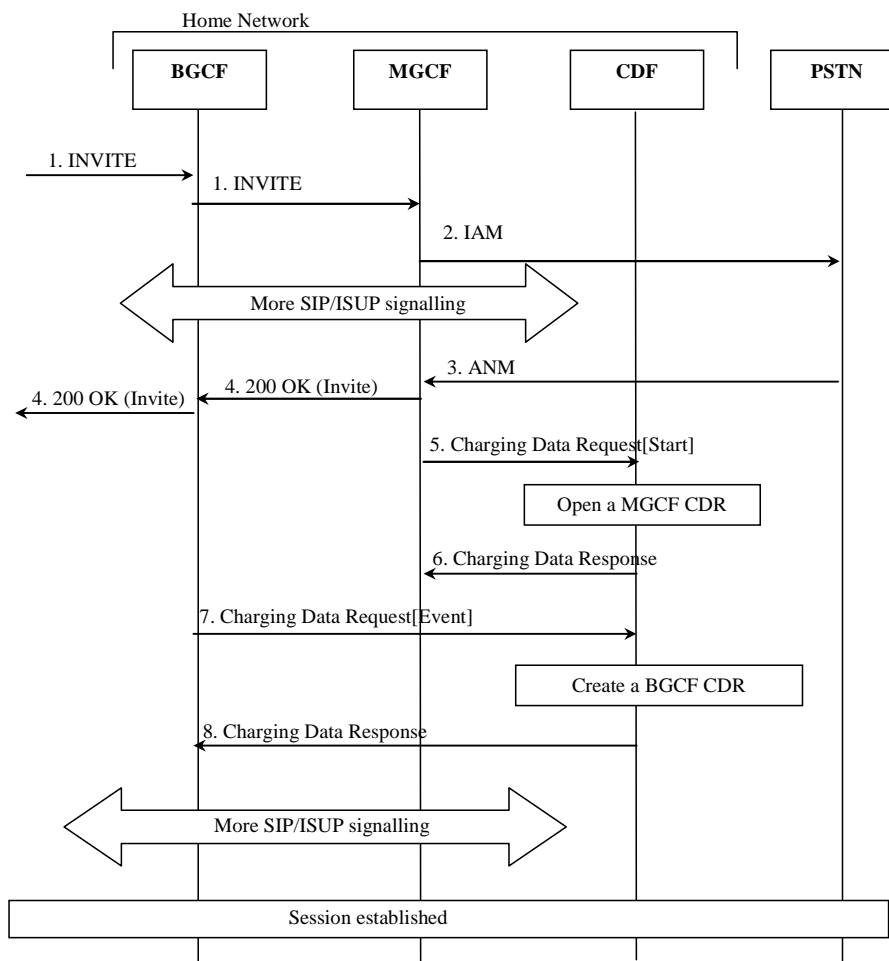 Home Network
BGCF
MGCF
CDF
PSTN
1. INVITE
1. INVITE
2. IAM
More SIP/ISUP signalling
3. ANM
4. 200 OK (Invite)
4. 200 OK (Invite)
5. Charging Data Request[Start]
Open a MGCF CDR
6. Charging Data Response
7. Charging Data Request[Event]
Create a BGCF CDR
8. Charging Data Response
More SIP/ISUP signalling
Session established